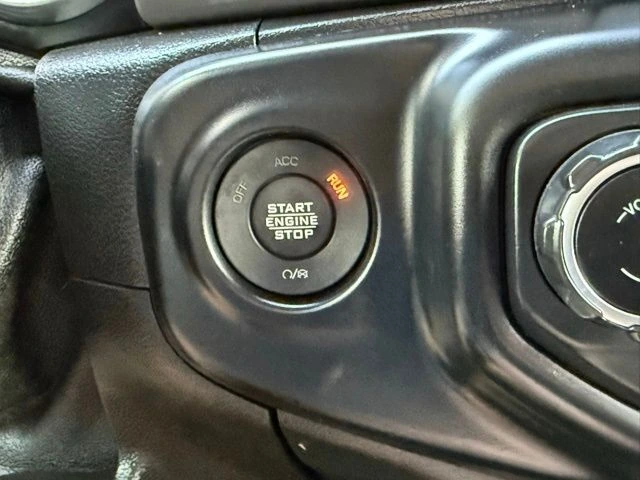 ACC
OFF
RUN
START
ENGINE
STOP